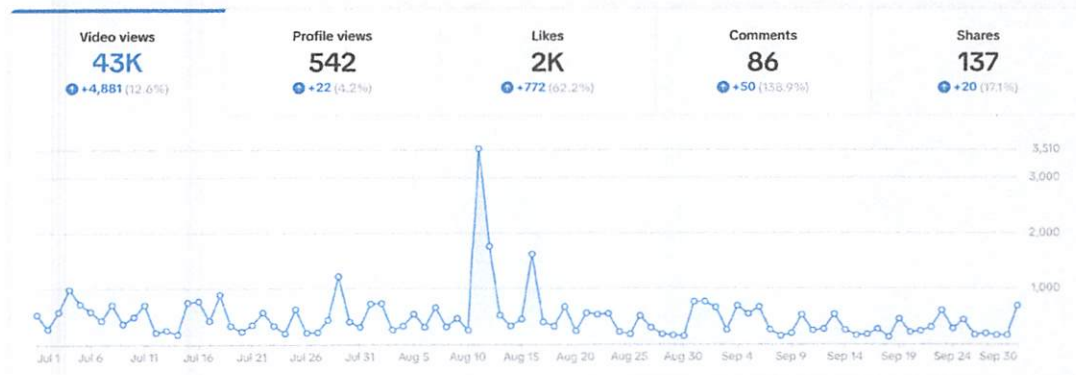 Video views
43K
+4,881 (12.6%)
Profile views
542
+22 (4.2%)
Likes
2K
+772 (62.2%)
Comments
86
+50 (138.9%)
Shares
137
+20 (17.1%)
3,510
3,000
2,000
1,000
Jul 1 Jul 6 Jul 11 Jul 16 Jul 21 Jul 26 Jul 31 Aug 5 Aug 10 Aug 15 Aug 20 Aug 25 Aug 30 Sep 4 Sep 9 Sep 14 Sep 19 Sep 24 Sep 30